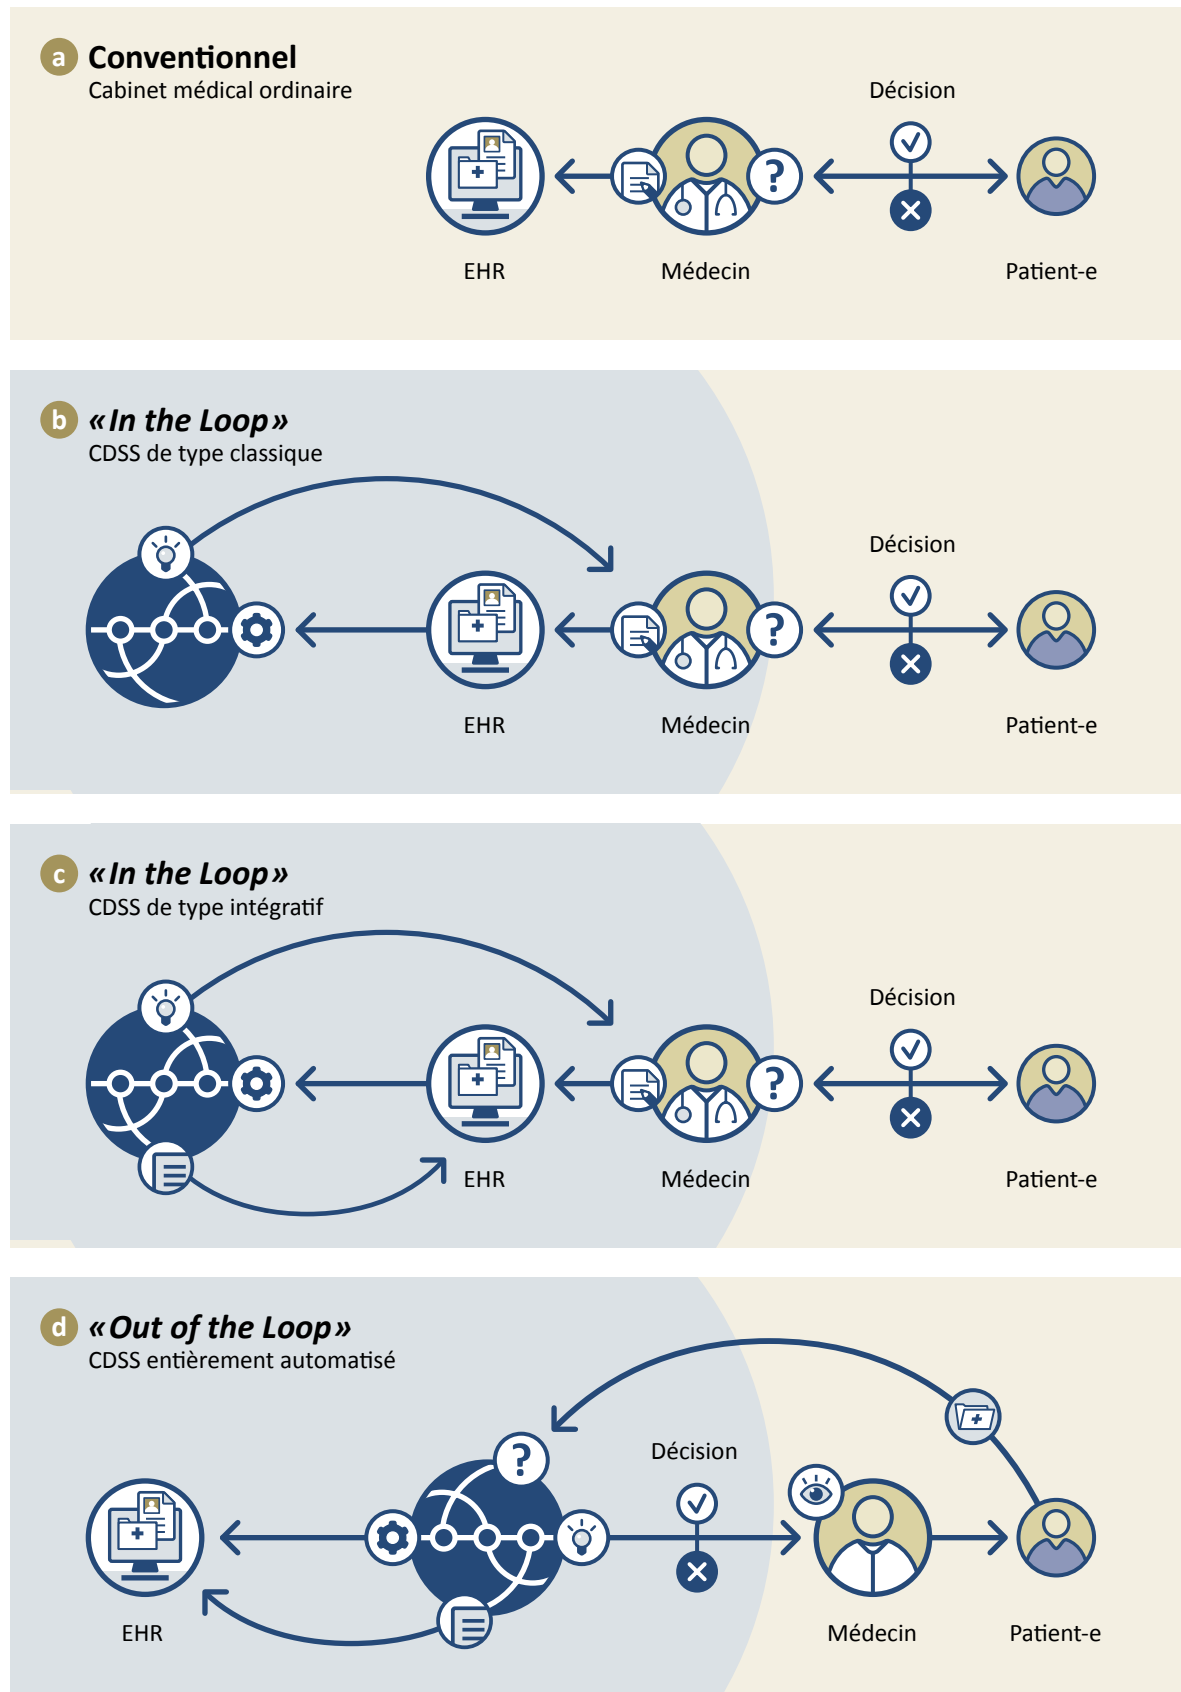 a Conventionnel
Cabinet médical ordinaire
Décision
?
EHR
Médecin
Patient-e
b «In the Loop»
CDSS de type classique
Décision
?
EHR
Médecin
Patient-e
c «In the Loop»
CDSS de type intégratif
Décision
?
EHR
Médecin
Patient-e
d «Out of the Loop»
CDSS entièrement automatisé
?
Décision
EHR
Médecin
Patient-e